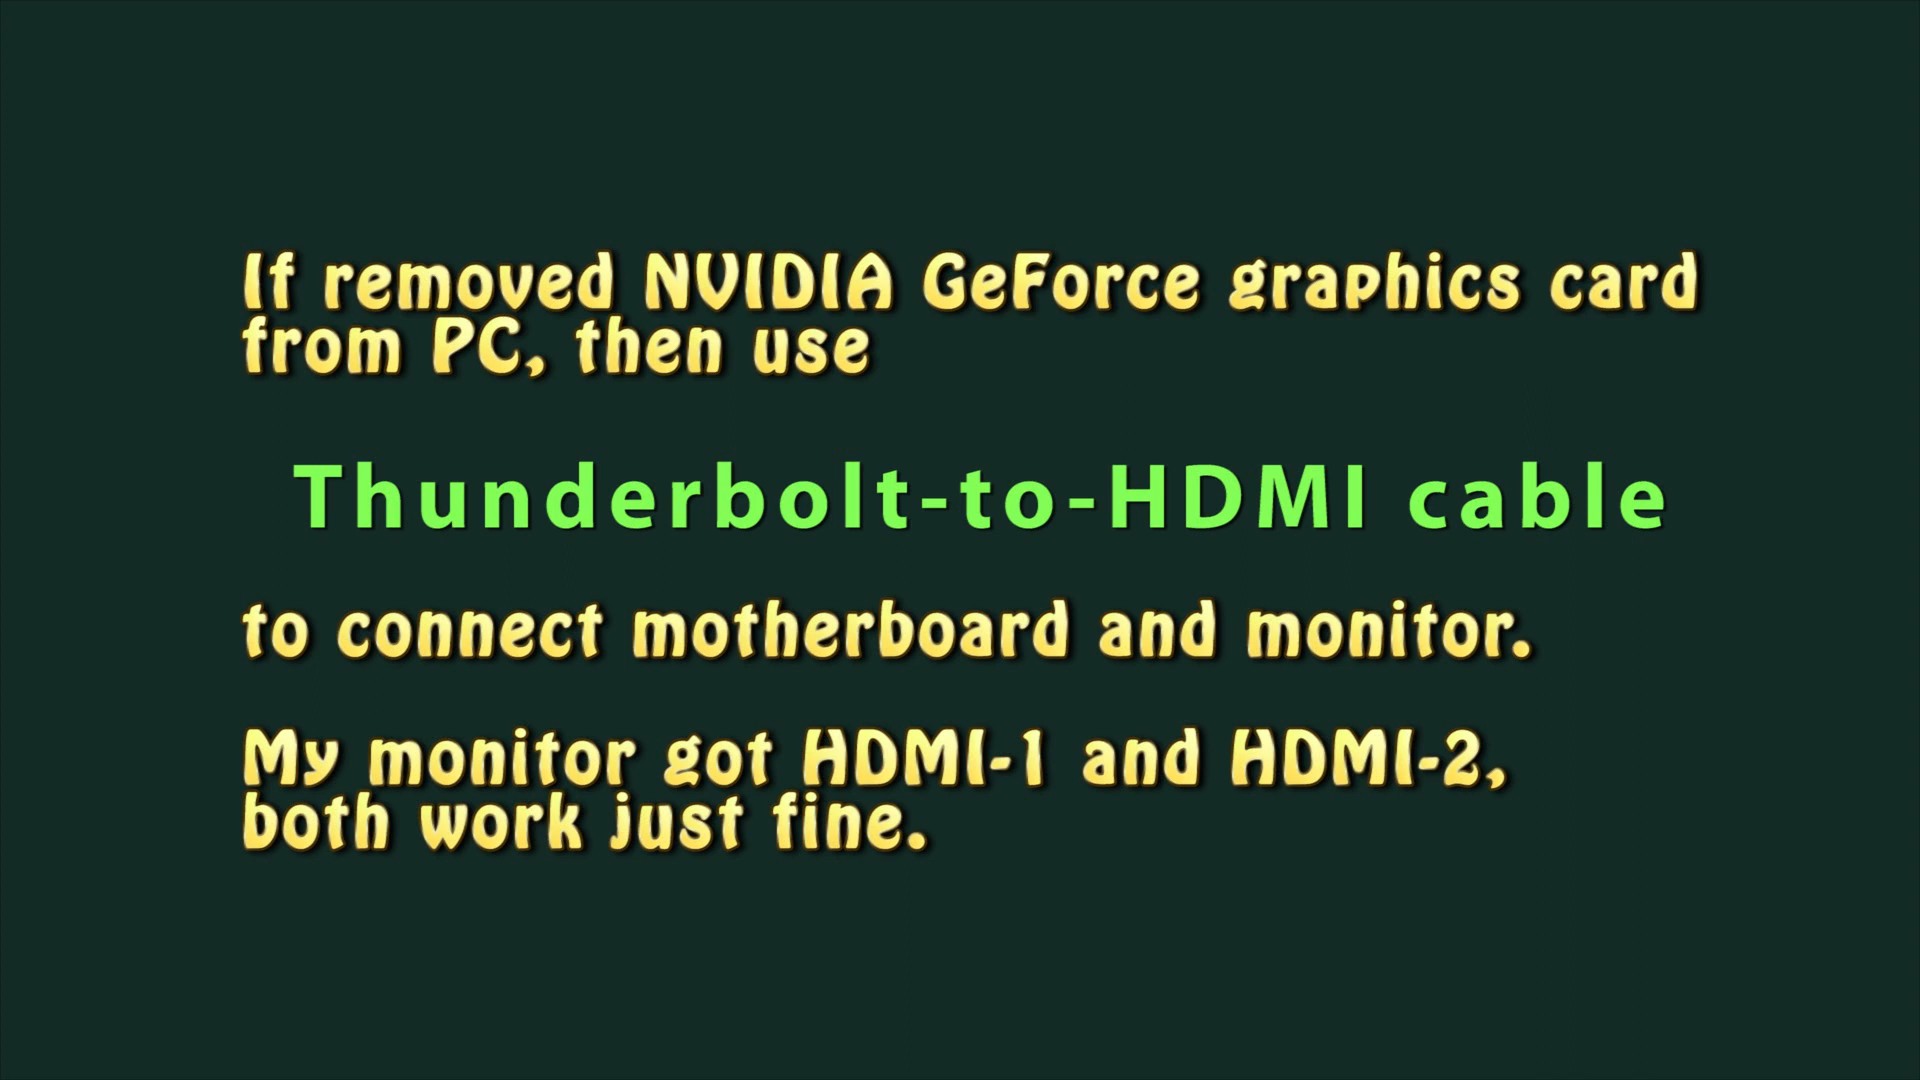 If removed NVIDIA GeForce graphics card
from PC, then use
Thunderbolt-to-HDMI cable
to connect motherboard and monitor.
My monitor got HDMI-1 and HDMI-2,
both work just fine.